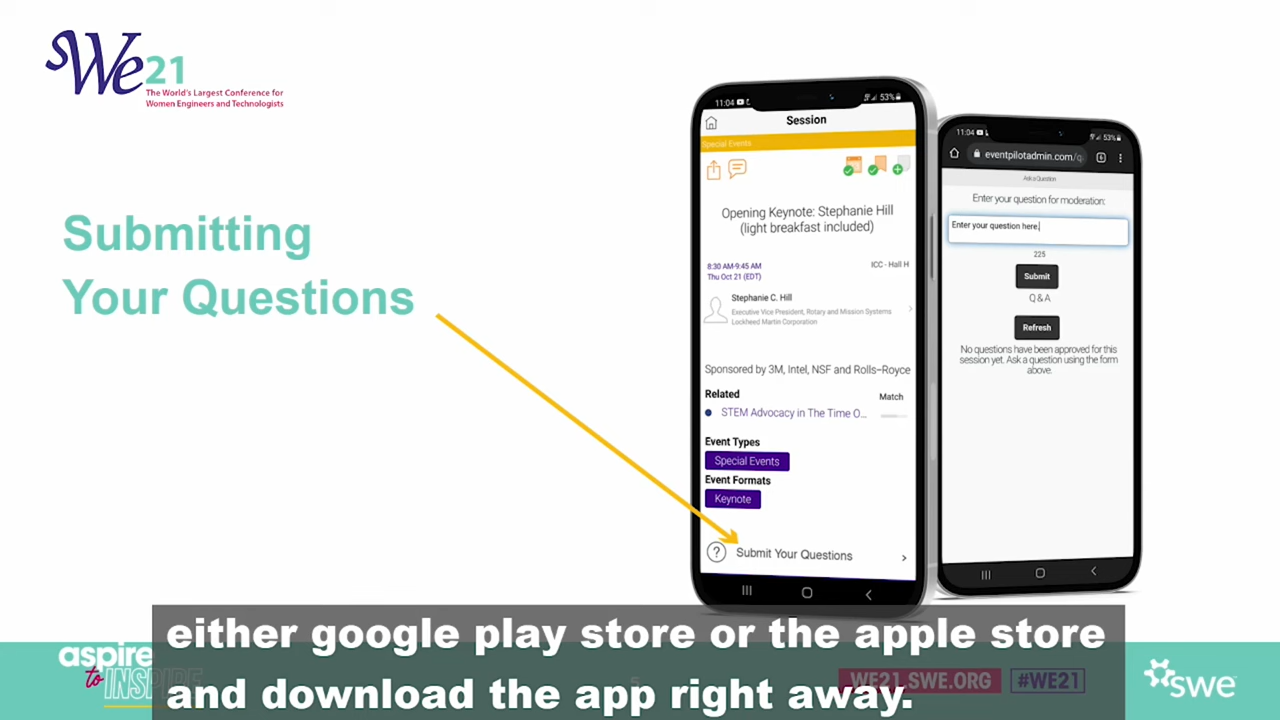 sWe21
The World's Largest Conference for
Women Engineers and Technologists
Submitting
Your Questions
11:04
53%
Session
Special Events
Opening Keynote: Stephanie Hill
(light breakfast included)
8:30 AM-9:45 AM
Thu Oct 21 (EDT)
ICC - Hall H
Stephanie C. Hill
Executive Vice President, Rotary and Mission Systems
Lockheed Martin Corporation
Sponsored by 3M, Intel, NSF and Rolls-Royce
Related
Match
STEM Advocacy in The Time O...
Event Types
Special Events
Event Formats
Keynote
? Submit Your Questions >
11:04
53%
eventpilotadmin.com/q
Ask a Question
Enter your question for moderation:
Enter your question here.
225
Submit
Q & A
Refresh
No questions have been approved for this
session yet. Ask a question using the form
above.
either google play store or the apple store
and download the app right away.
aspire
to INSPIRE
5
WE21.SWE.ORG
#WE21
swe